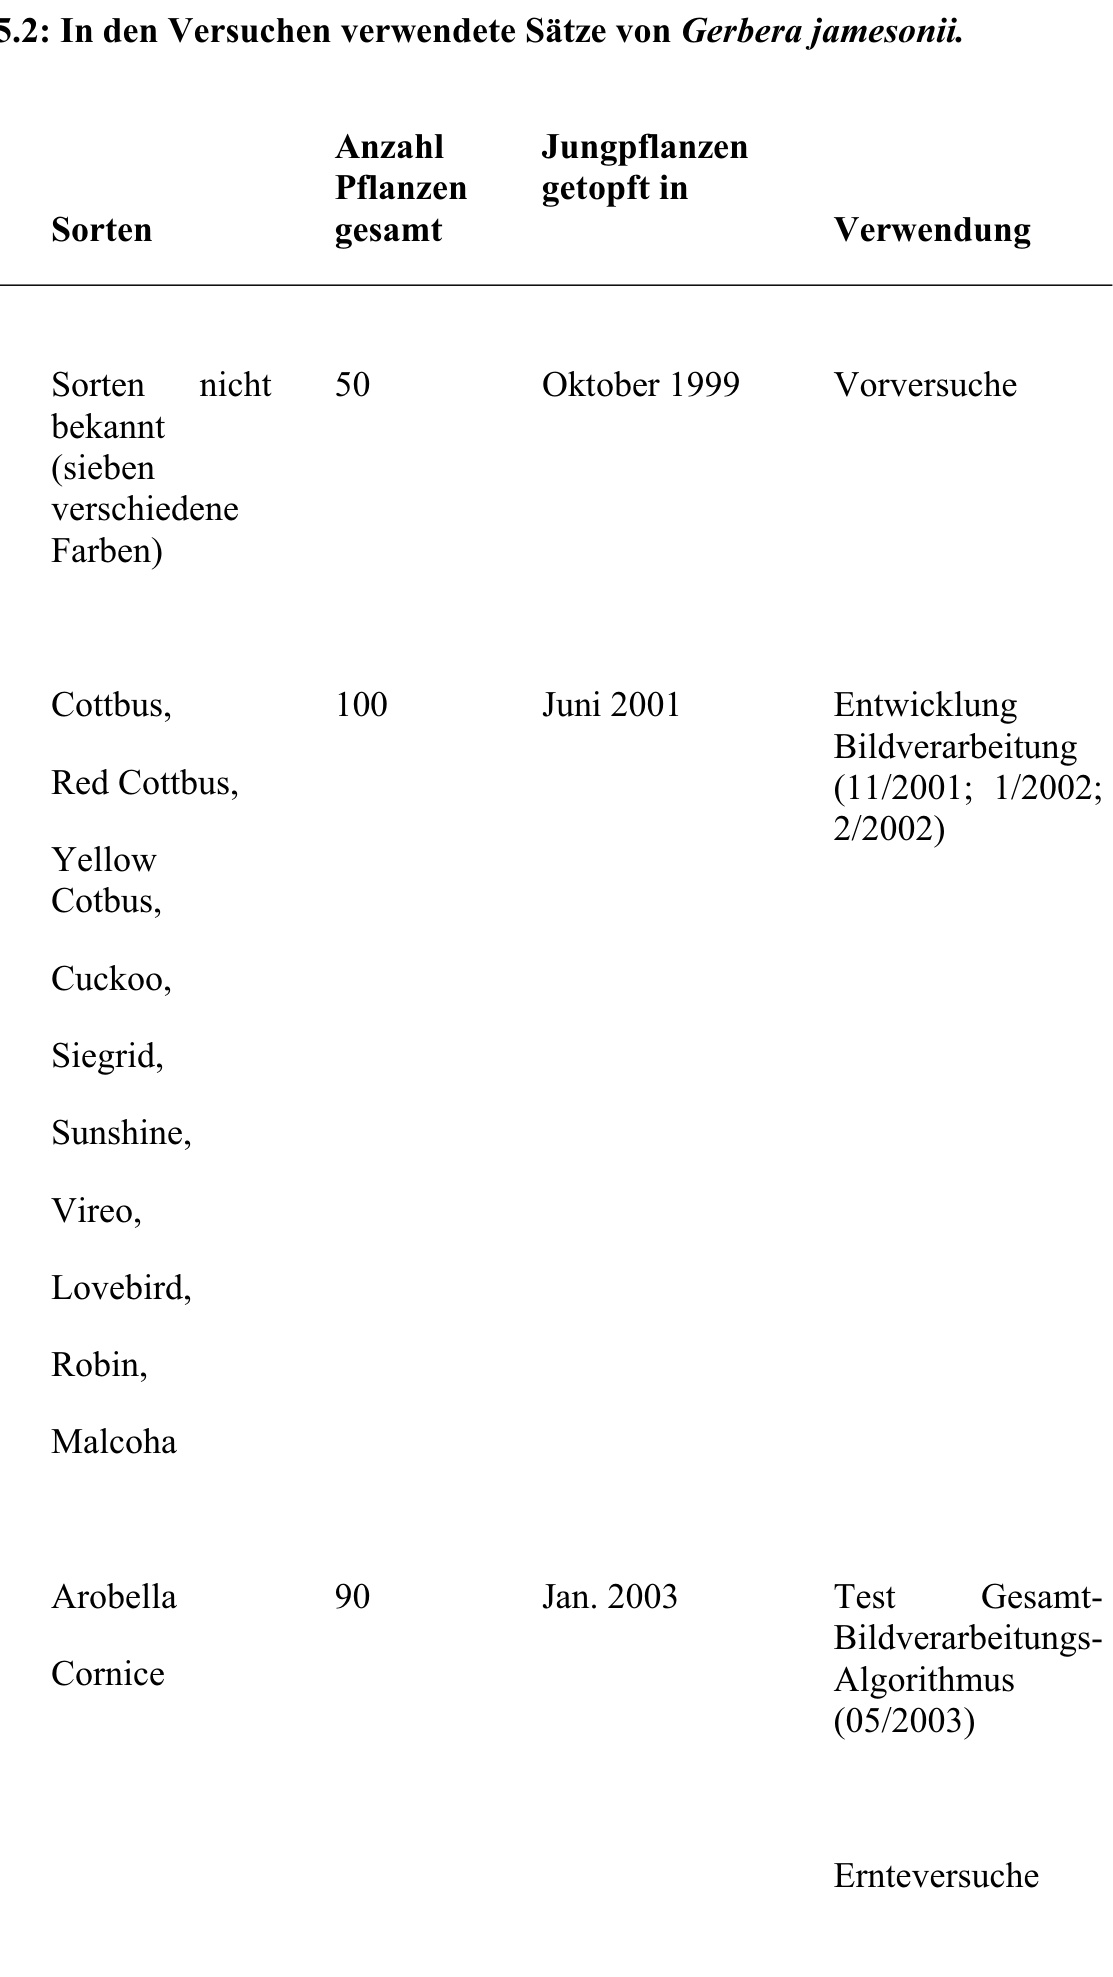 5.2: In den Versuchen verwendete Sätze von Gerbera jamesonii.
Anzahl Jungpflanzen
Pflanzen getopft in
Sorten gesamt Verwendung
Sorten nicht 50 Oktober 1999 Vorversuche
bekannt
(sieben
verschiedene
Farben)
Cottbus, 100 Juni 2001 Entwicklung
Bildverarbeitung
Red Cottbus, (11/2001; 1/2002;
2/2002)
Yellow
Cotbus,
Cuckoo,
Siegrid,
Sunshine,
Vireo,
Lovebird,
Robin,
Malcoha
Arobella 90 Jan. 2003 Test Gesamt-
Bildverarbeitungs-
Cornice Algorithmus
(05/2003)
Ernteversuche